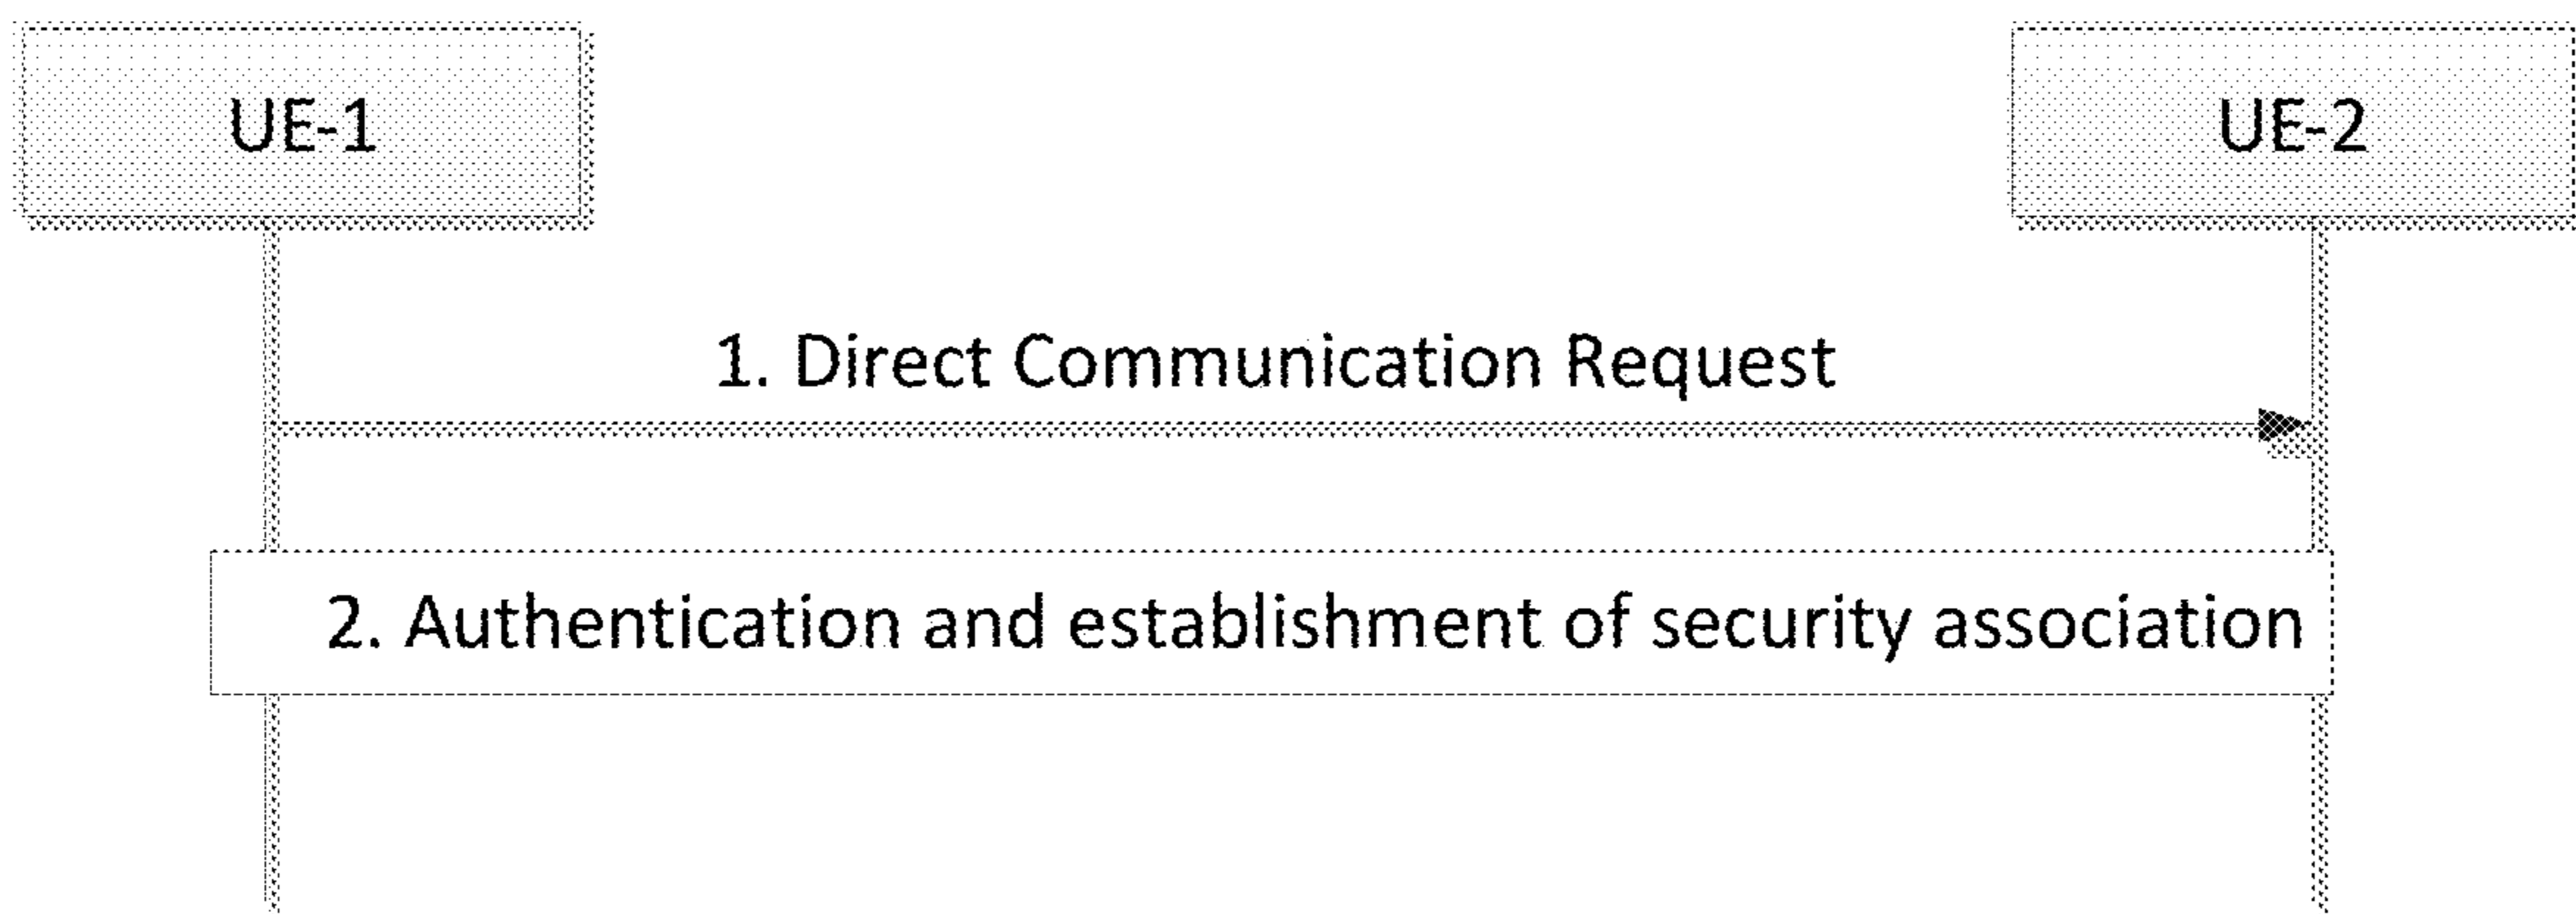 UE-1
UE-2
1. Direct Communication Request
2. Authentication and establishment of security association